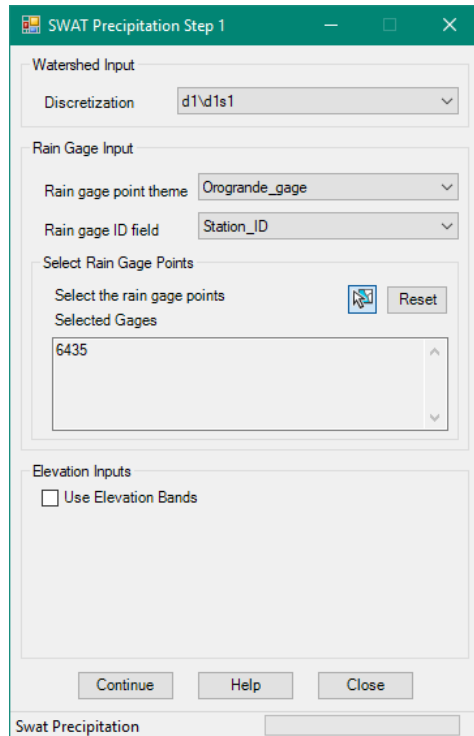 SWAT Precipitation Step 1
Watershed Input
Discretization d1\d1s1
Rain Gage Input
Rain gage point theme Orogrande_gage
Rain gage ID field Station_ID
Select Rain Gage Points
Select the rain gage points Reset
Selected Gages
6435
Elevation Inputs
Use Elevation Bands
Continue Help Close
Swat Precipitation